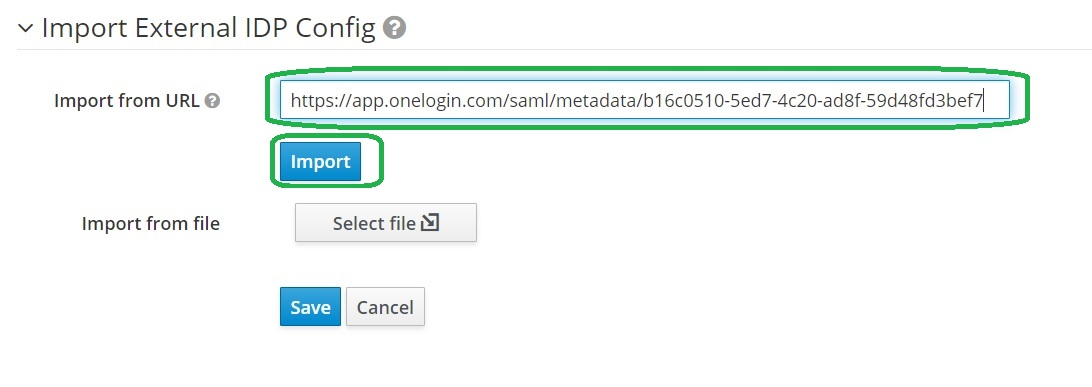 Import External IDP Config
Import from URL https://app.onelogin.com/saml/metadata/b16c0510-5ed7-4c20-ad8f-59d48fd3bef7
Import
Import from file Select file
Save Cancel